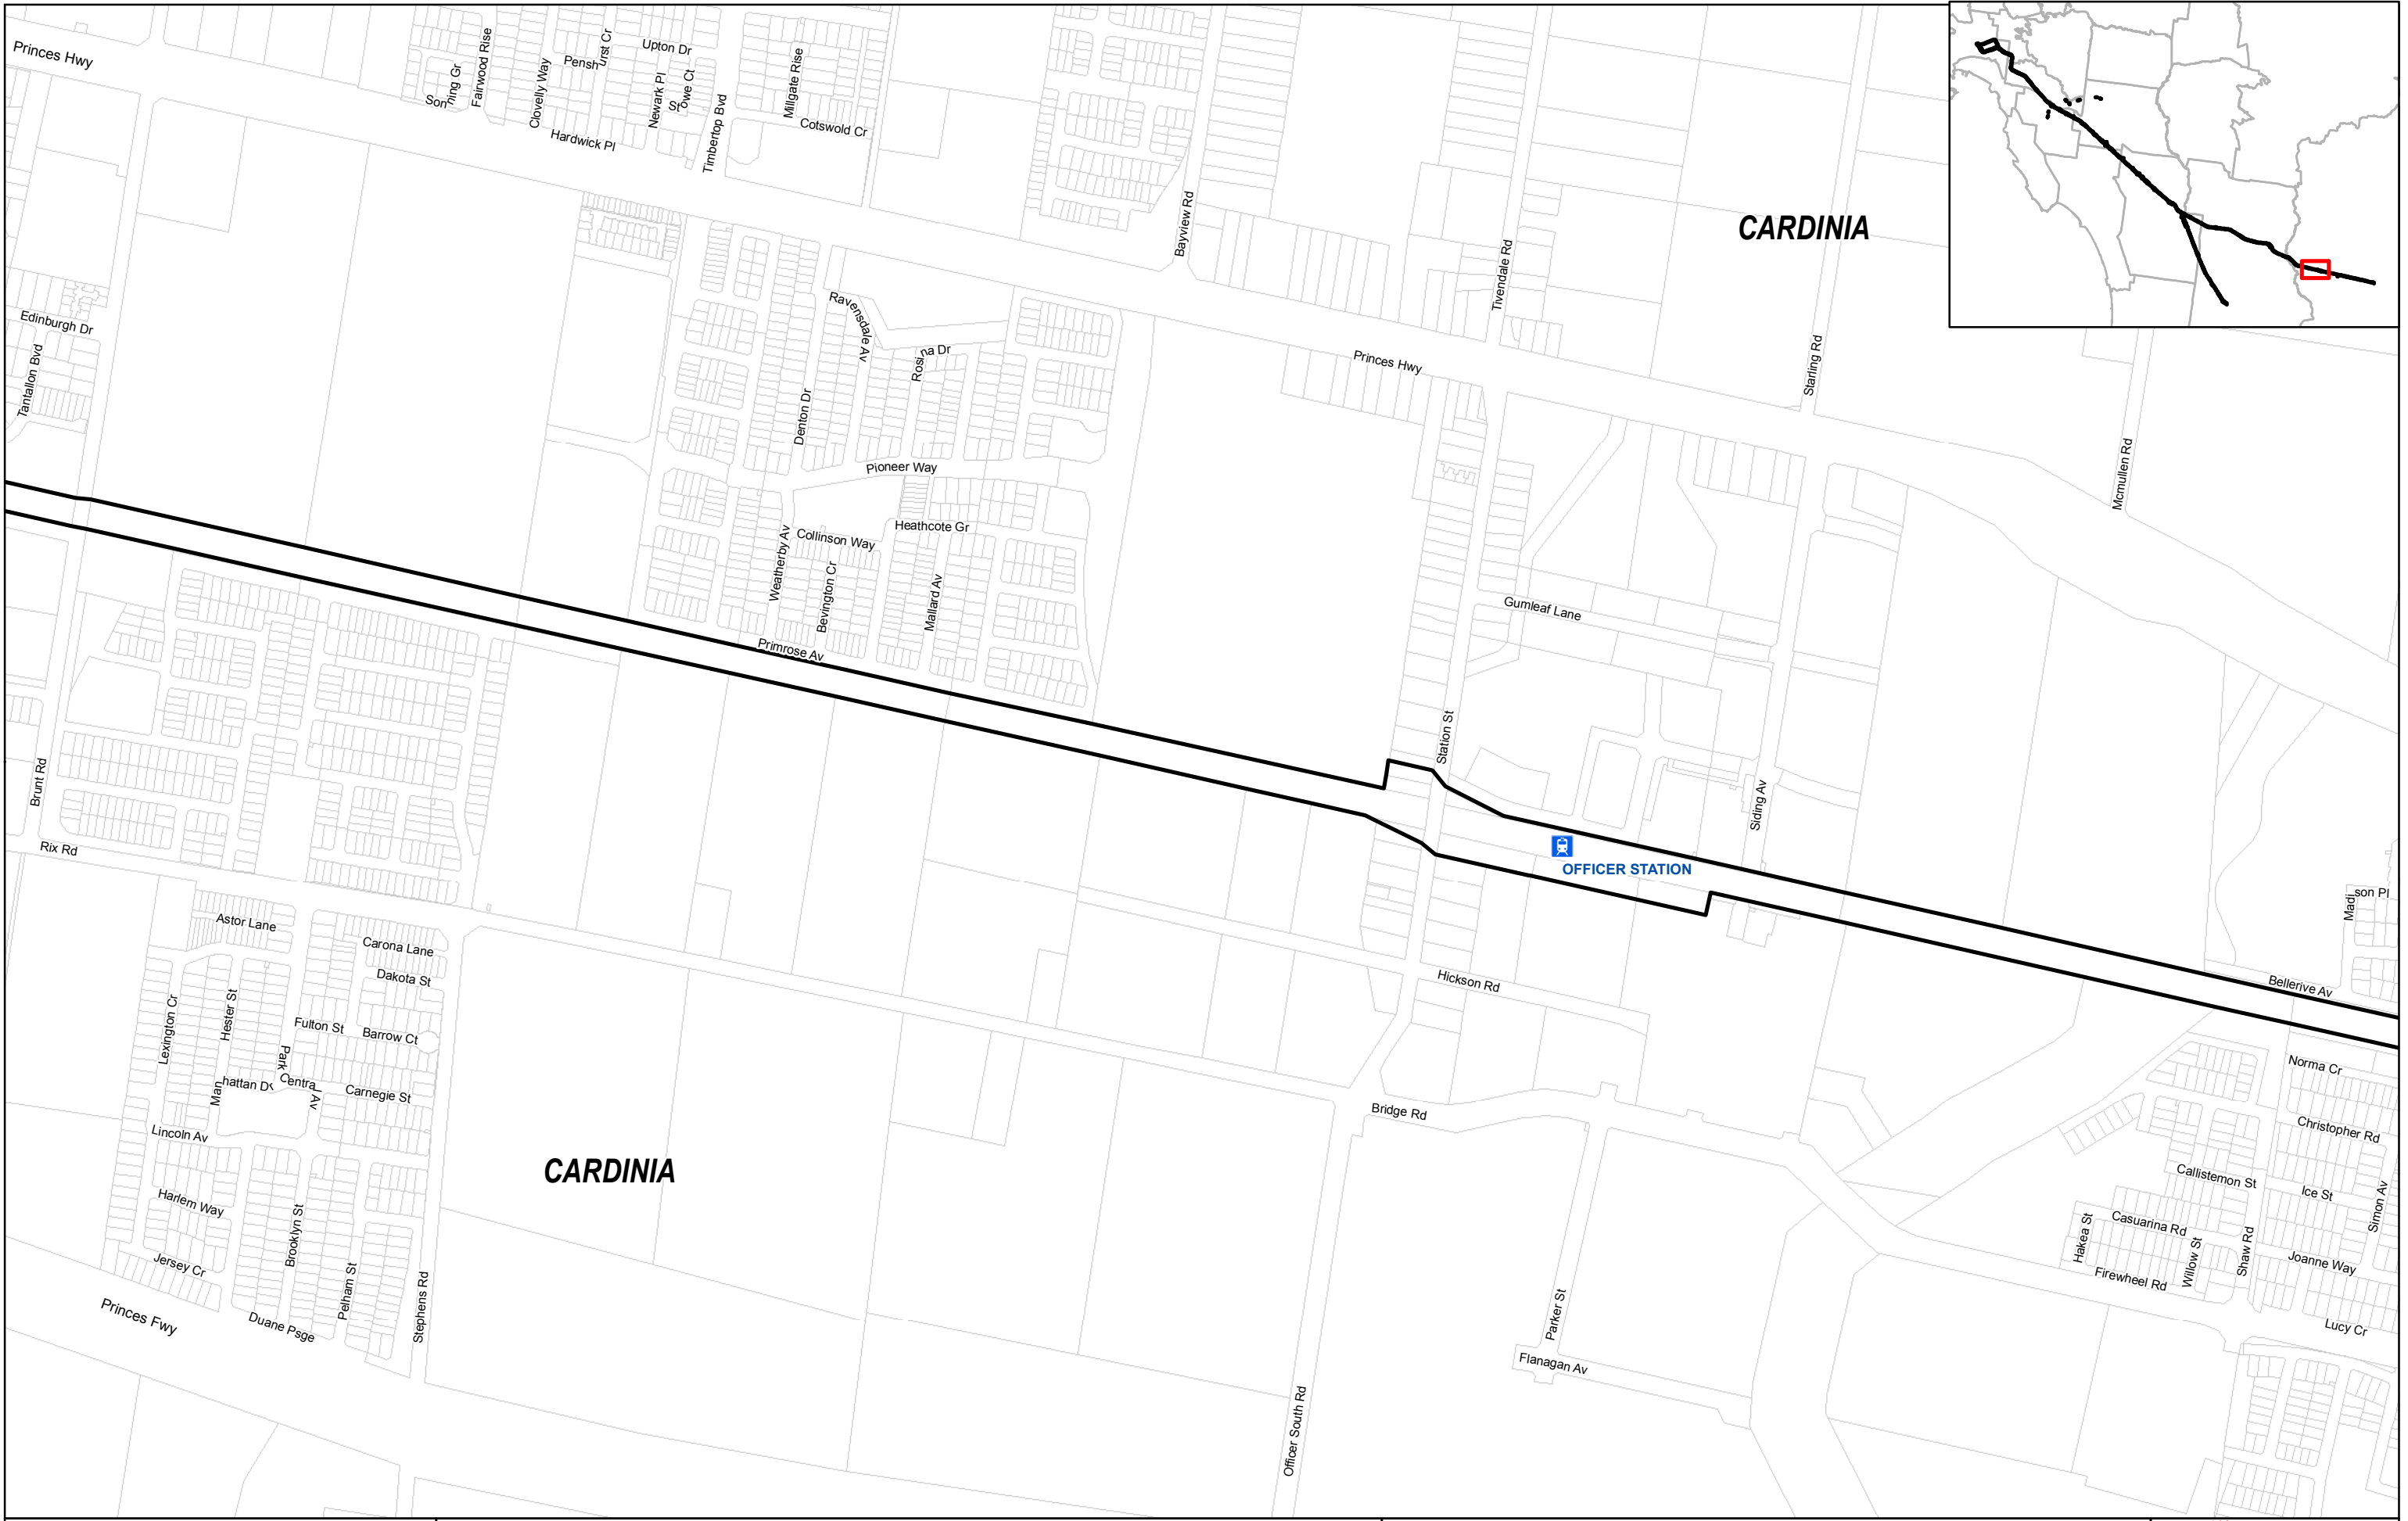 Princes Hwy
Upton Dr
Pensh
urst Cr
Fairwood Rise
Son
ning Gr
Clovelly Way
Newark Pl
St
owe Ct
Millgate Rise
Cotswold Cr
Hardwick Pl
Timbertop Bvd
Bayview Rd
CARDINIA
Tivendale Rd
Edinburgh Dr
Tantallon Bvd
Ravensdale Av
Rosi
na Dr
Princes Hwy
Starling Rd
Denton Dr
Pioneer Way
Mcmullen Rd
Heathcote Gr
Collinson Way
Weatherby Av
Bevington Cr
Mallard Av
Gumleaf Lane
Primrose Av
Station St
Brunt Rd
Siding Av
Rix Rd
OFFICER STATION
Madi
son Pl
Astor Lane
Carona Lane
Dakota St
Hickson Rd
Bellerive Av
Lexington Cr
Hester St
Fulton St
Barrow Ct
Park
Centra
l Av
Man
hattan Dr
Carnegie St
Norma Cr
Bridge Rd
Lincoln Av
Christopher Rd
CARDINIA
Callistemon St
Ice St
Simon Av
Harlem Way
Brooklyn St
Casuarina Rd
Hakea St
Willow St
Shaw Rd
Jersey Cr
Joanne Way
Firewheel Rd
Pelham St
Stephens Rd
Princes Fwy
Duane Psge
Parker St
Lucy Cr
Flanagan Av
Officer South Rd